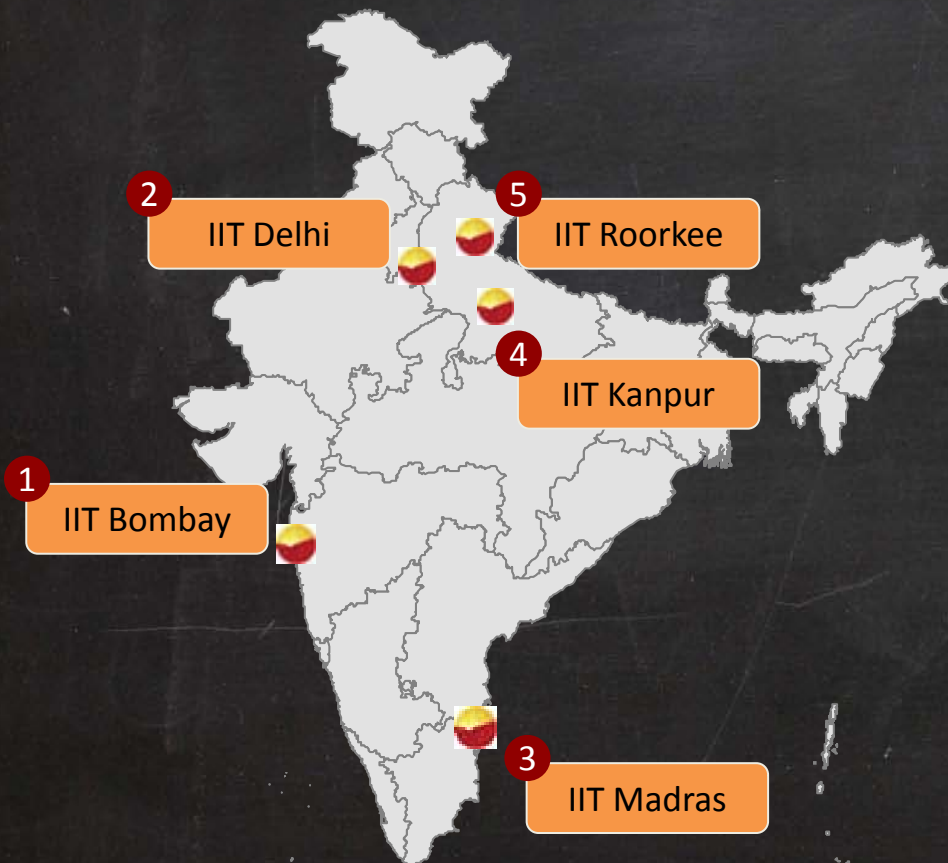 2
IIT Delhi
5
IIT Roorkee
4
IIT Kanpur
1
IIT Bombay
3
IIT Madras